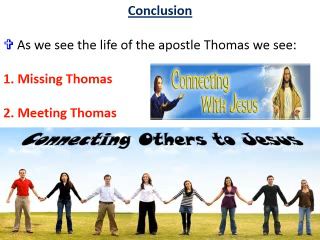 Conclusion
✞ As we see the life of the apostle Thomas we see:
1. Missing Thomas
Connecting
With Jesus
2. Meeting Thomas
Connecting Others to Jesus